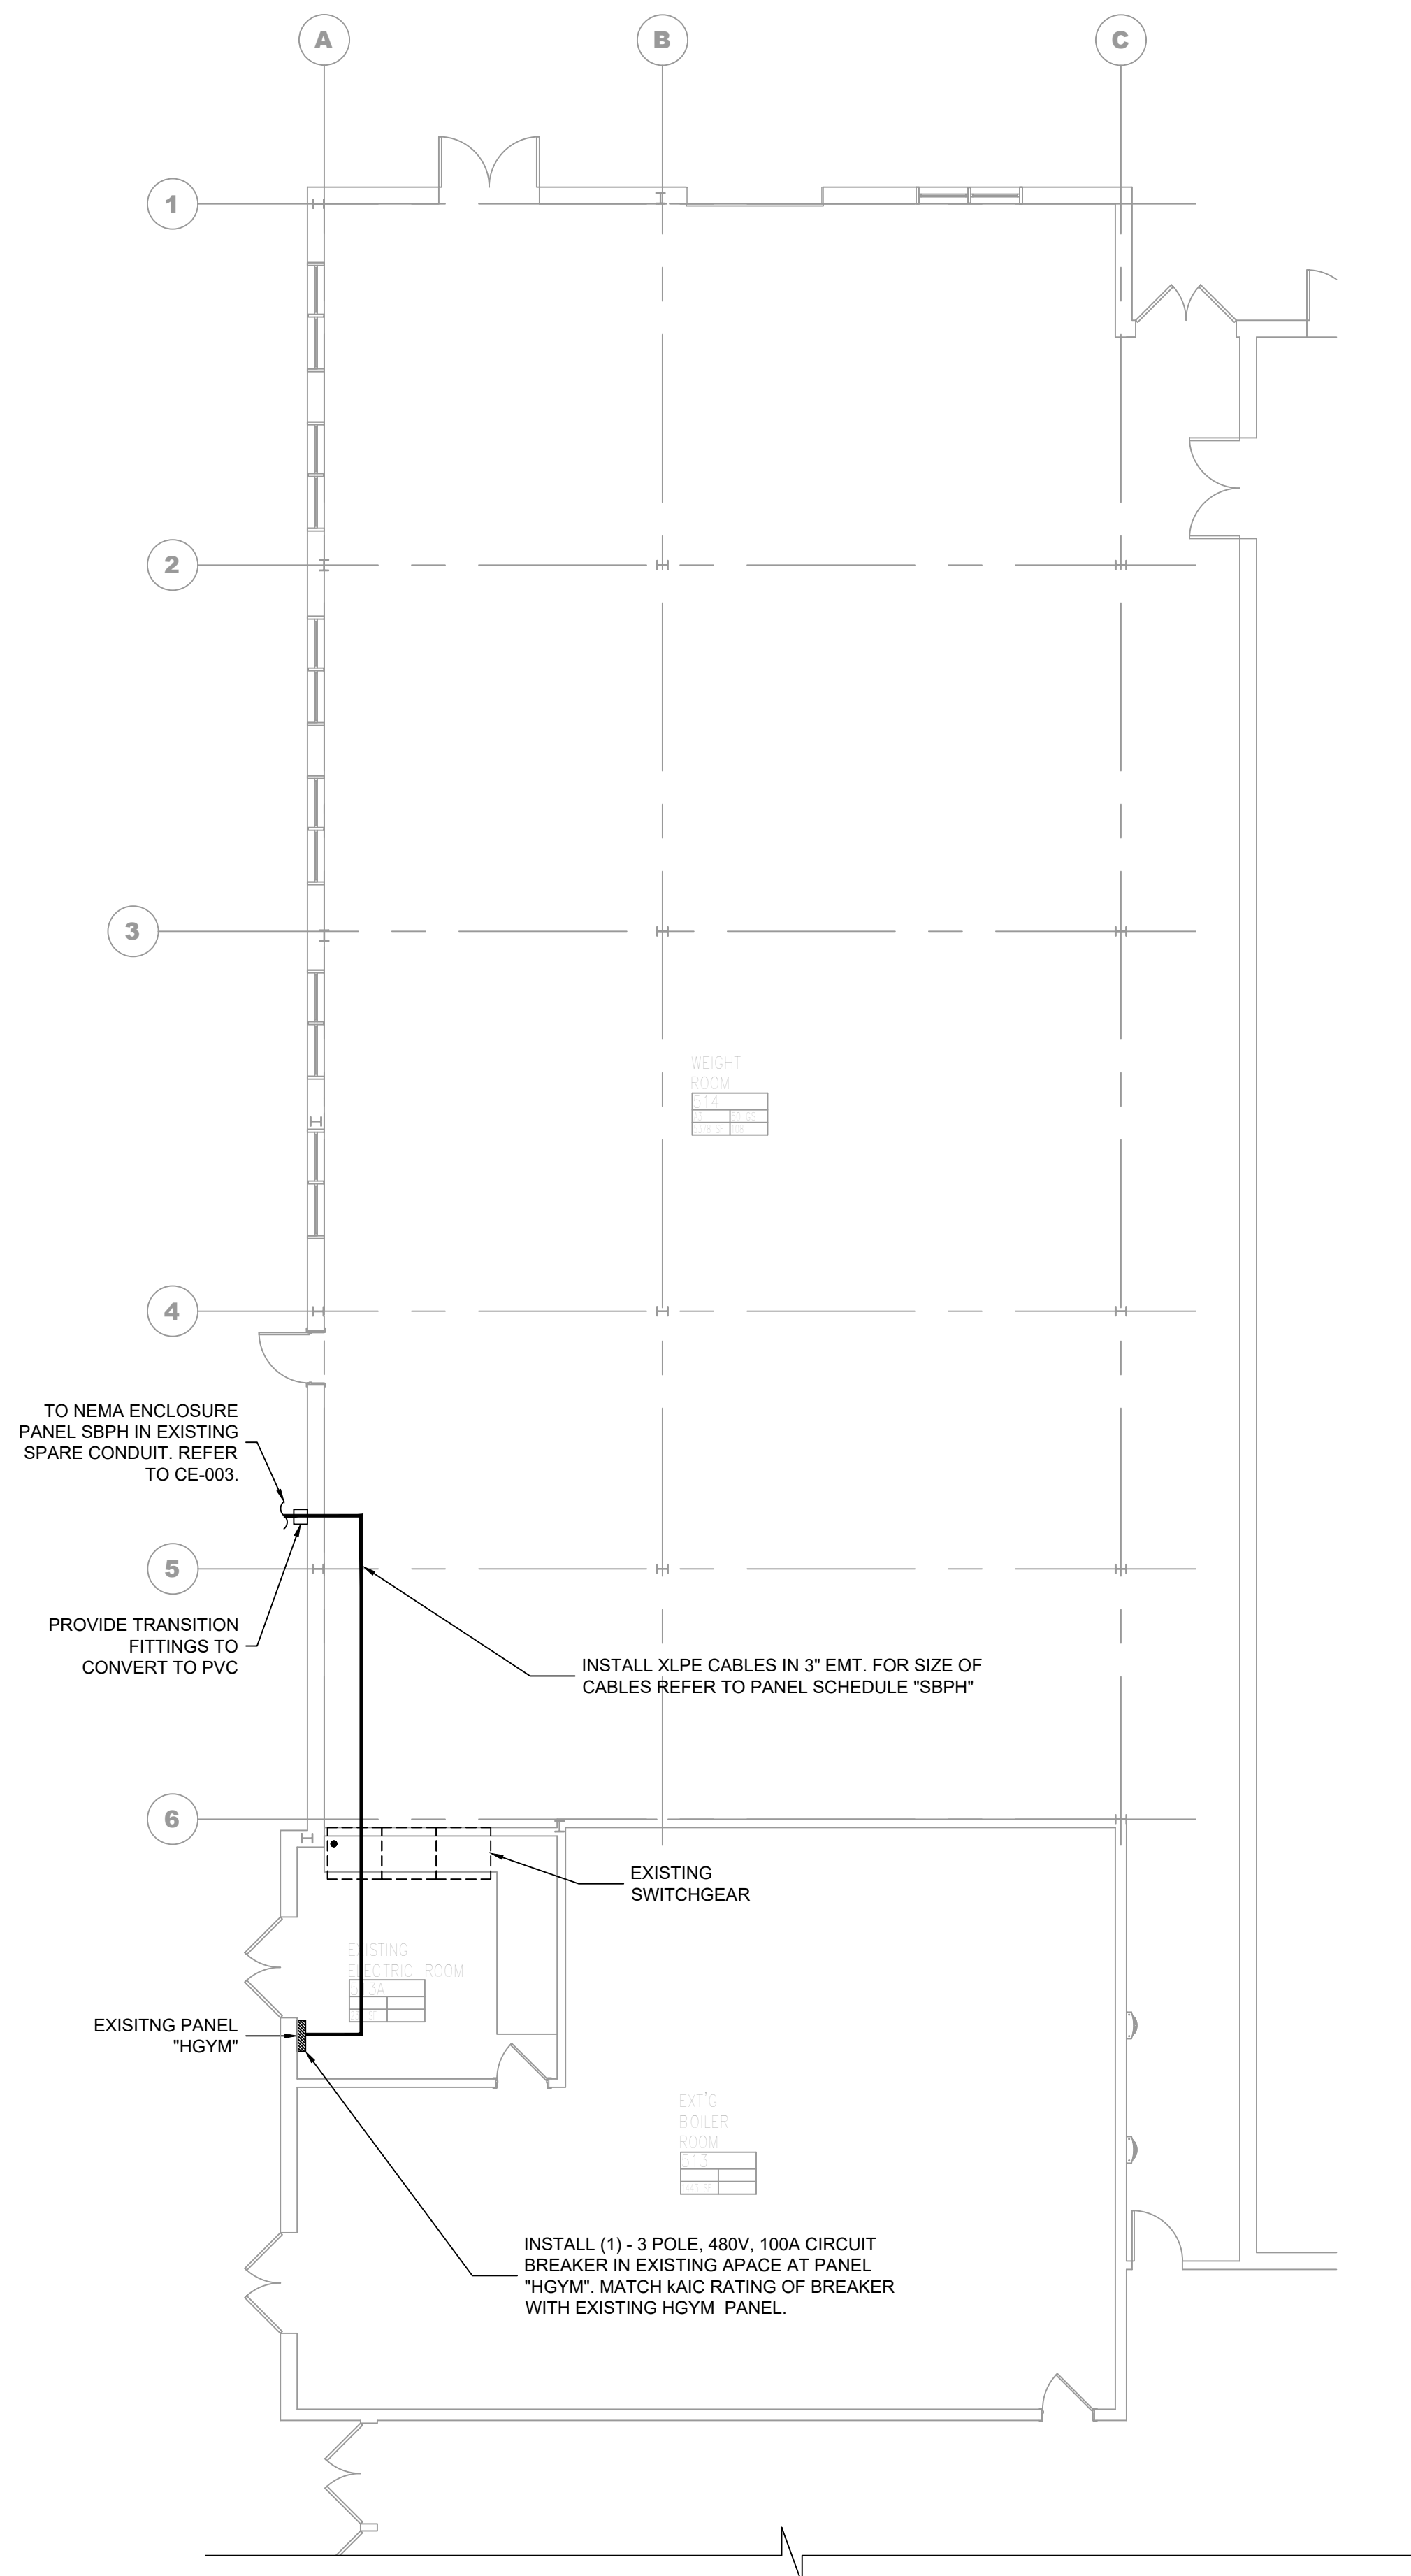 A
B
C
1
2
3
WEIGHT
ROOM
514
4
TO NEMA ENCLOSURE
PANEL SBPH IN EXISTING
SPARE CONDUIT. REFER
TO CE-003.
5
PROVIDE TRANSITION
FITTINGS TO
CONVERT TO PVC
INSTALL XLPE CABLES IN 3" EMT. FOR SIZE OF
CABLES REFER TO PANEL SCHEDULE "SBPH"
6
EXISTING
SWITCHGEAR
EXISTING
ELECTRIC ROOM
513A
EXISITNG PANEL
"HGYM"
EXT'G
BOILER
ROOM
513
INSTALL (1) - 3 POLE, 480V, 100A CIRCUIT
BREAKER IN EXISTING APACE AT PANEL
"HGYM". MATCH kAIC RATING OF BREAKER
WITH EXISTING HGYM PANEL.